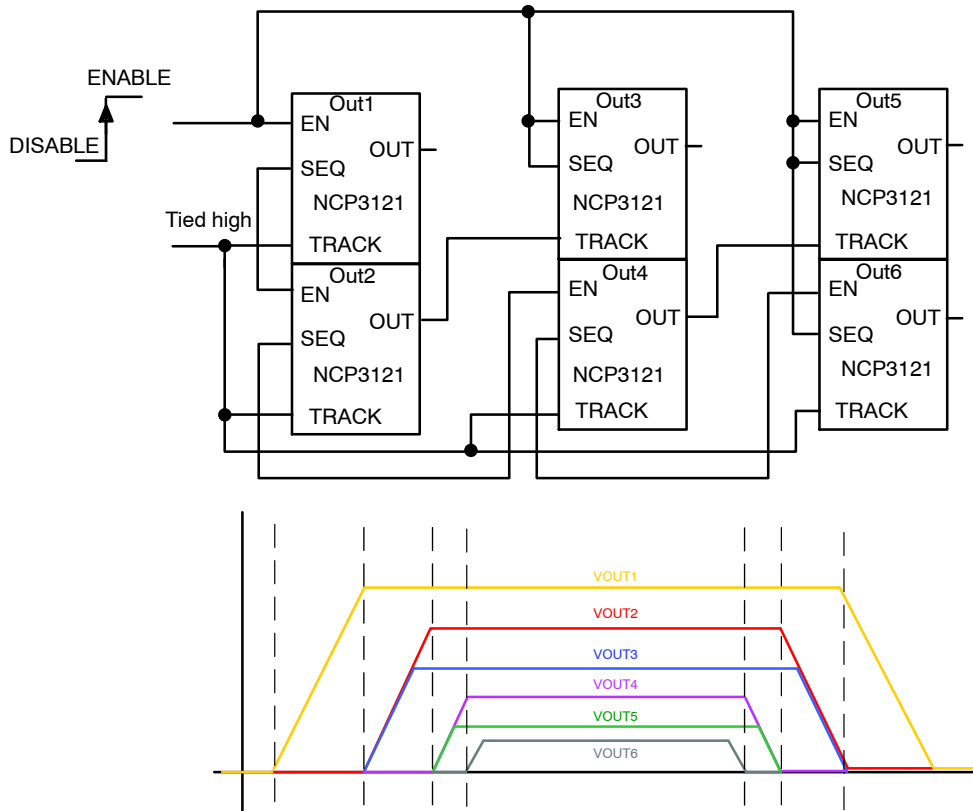 ENABLE
DISABLE
Tied high
Out1
EN
OUT
SEQ
NCP3121
TRACK
Out2
EN
OUT
SEQ
NCP3121
TRACK
Out3
EN
OUT
SEQ
NCP3121
TRACK
Out4
EN
OUT
SEQ
NCP3121
TRACK
Out5
EN
OUT
SEQ
NCP3121
TRACK
Out6
EN
OUT
SEQ
NCP3121
TRACK
VOUT1
VOUT2
VOUT3
VOUT4
VOUT5
VOUT6